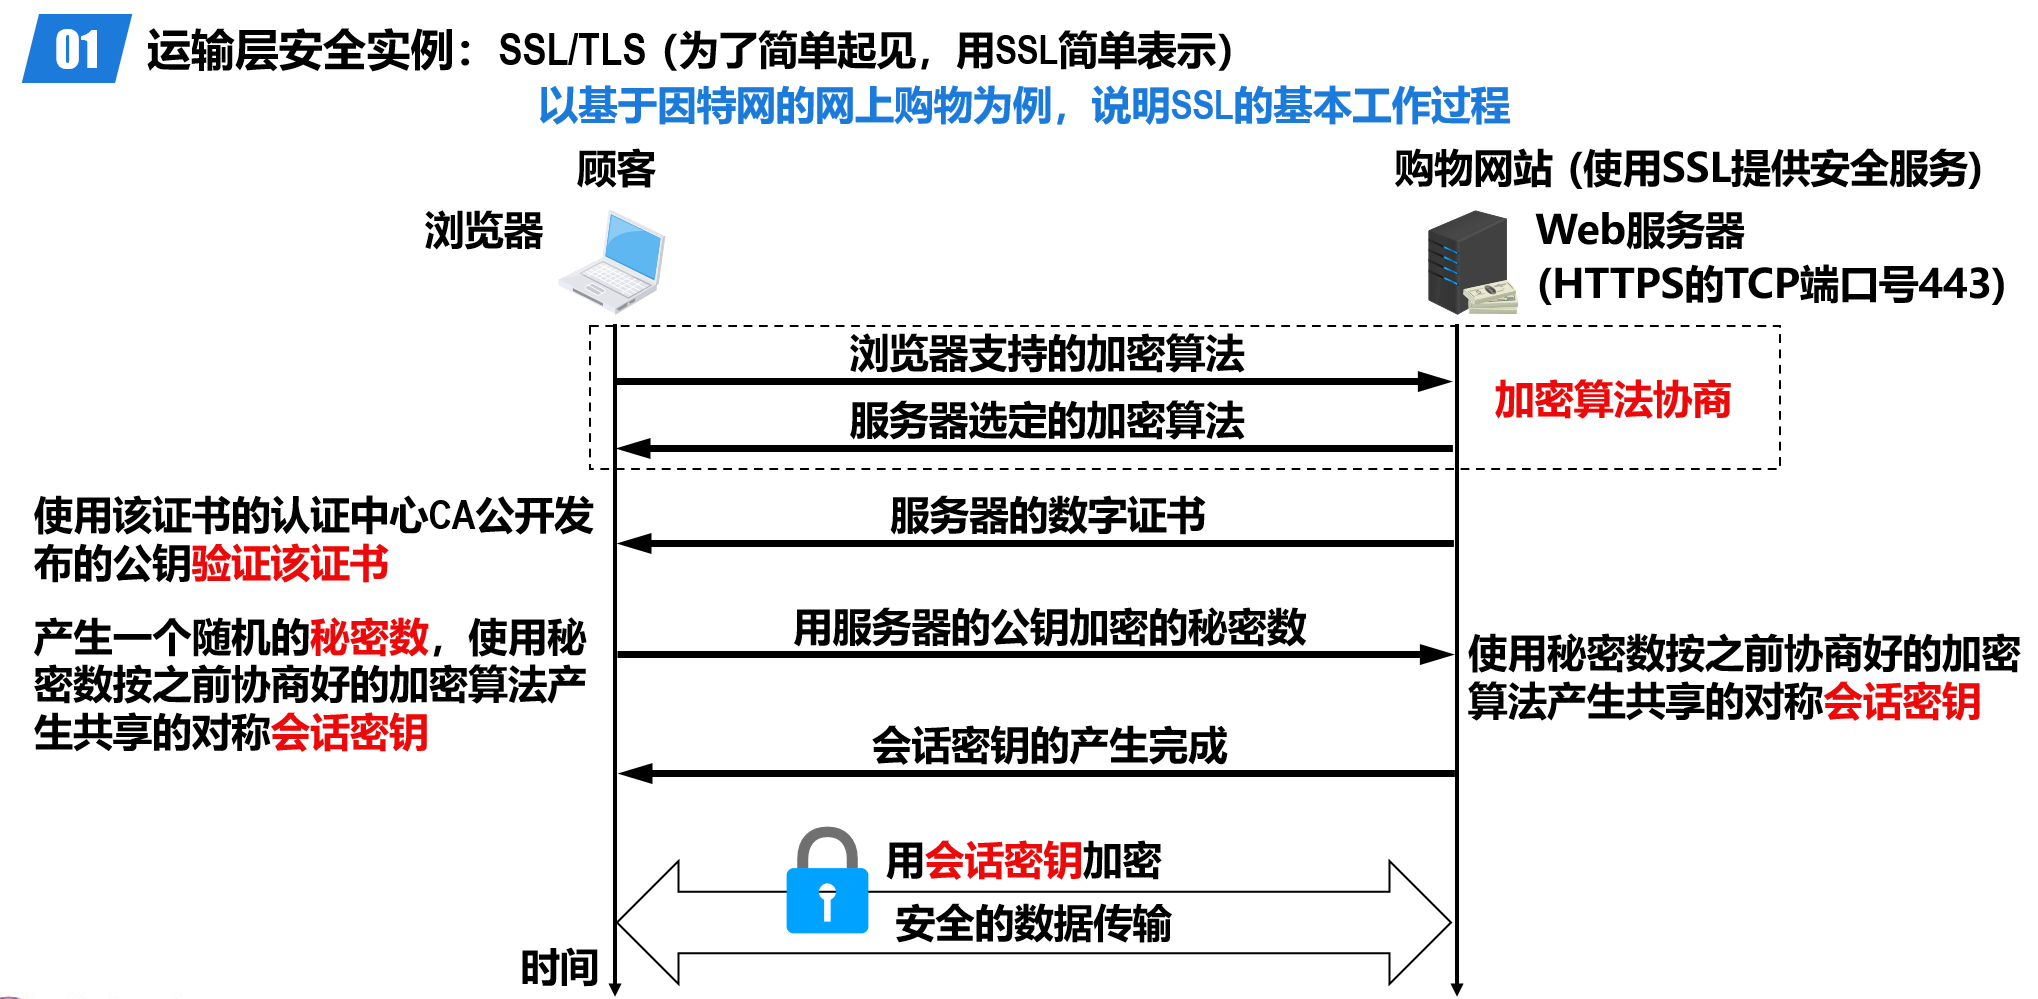 01 运输层安全实例：SSL/TLS（为了简单起见，用SSL简单表示）
以基于因特网的网上购物为例，说明SSL的基本工作过程
顾客
购物网站 (使用SSL提供安全服务)
浏览器
Web服务器
(HTTPS的TCP端口号443)
浏览器支持的加密算法
加密算法协商
服务器选定的加密算法
使用该证书的认证中心CA公开发
布的公钥验证该证书
服务器的数字证书
产生一个随机的秘密数，使用秘
密数按之前协商好的加密算法产
生共享的对称会话密钥
用服务器的公钥加密的秘密数
使用秘密数按之前协商好的加密
算法产生共享的对称会话密钥
会话密钥的产生完成
用会话密钥加密
安全的数据传输
时间